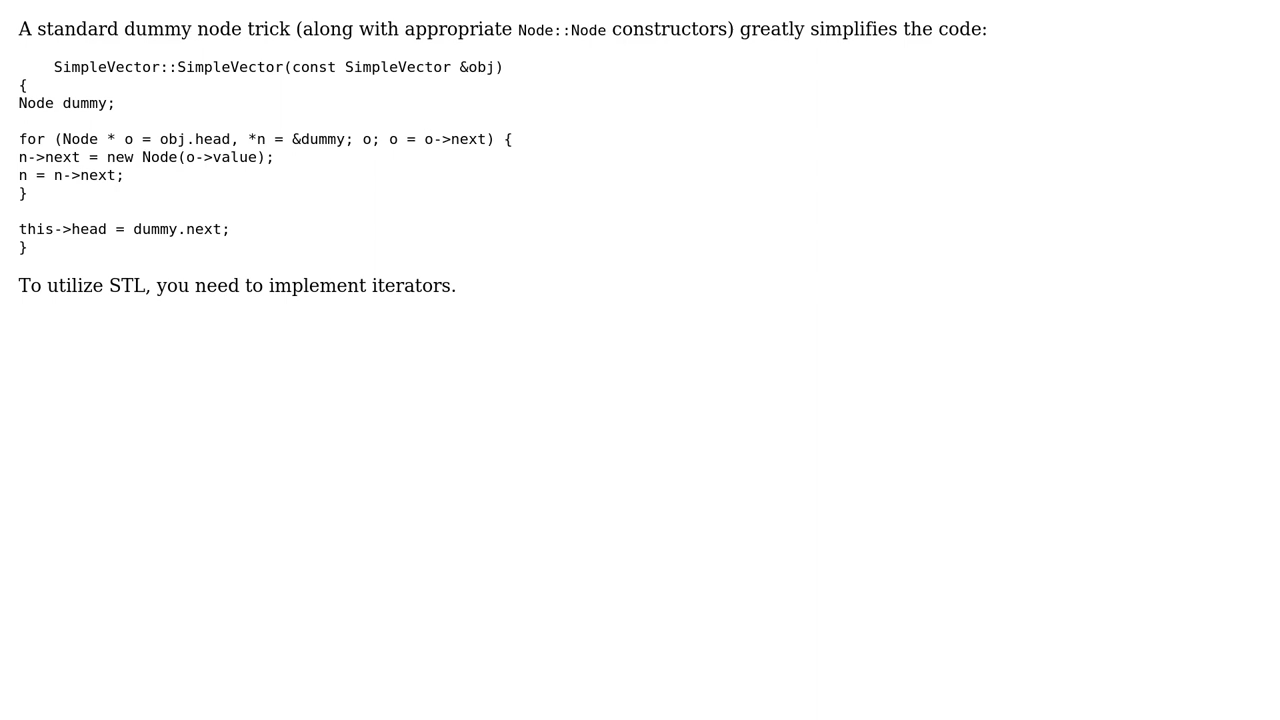 A standard dummy node trick (along with appropriate Node::Node constructors) greatly simplifies the code:
    SimpleVector::SimpleVector(const SimpleVector &obj)
{
Node dummy;
for (Node * o = obj.head, *n = &dummy; o; o = o->next) {
n->next = new Node(o->value);
n = n->next;
}
this->head = dummy.next;
}
To utilize STL, you need to implement iterators.